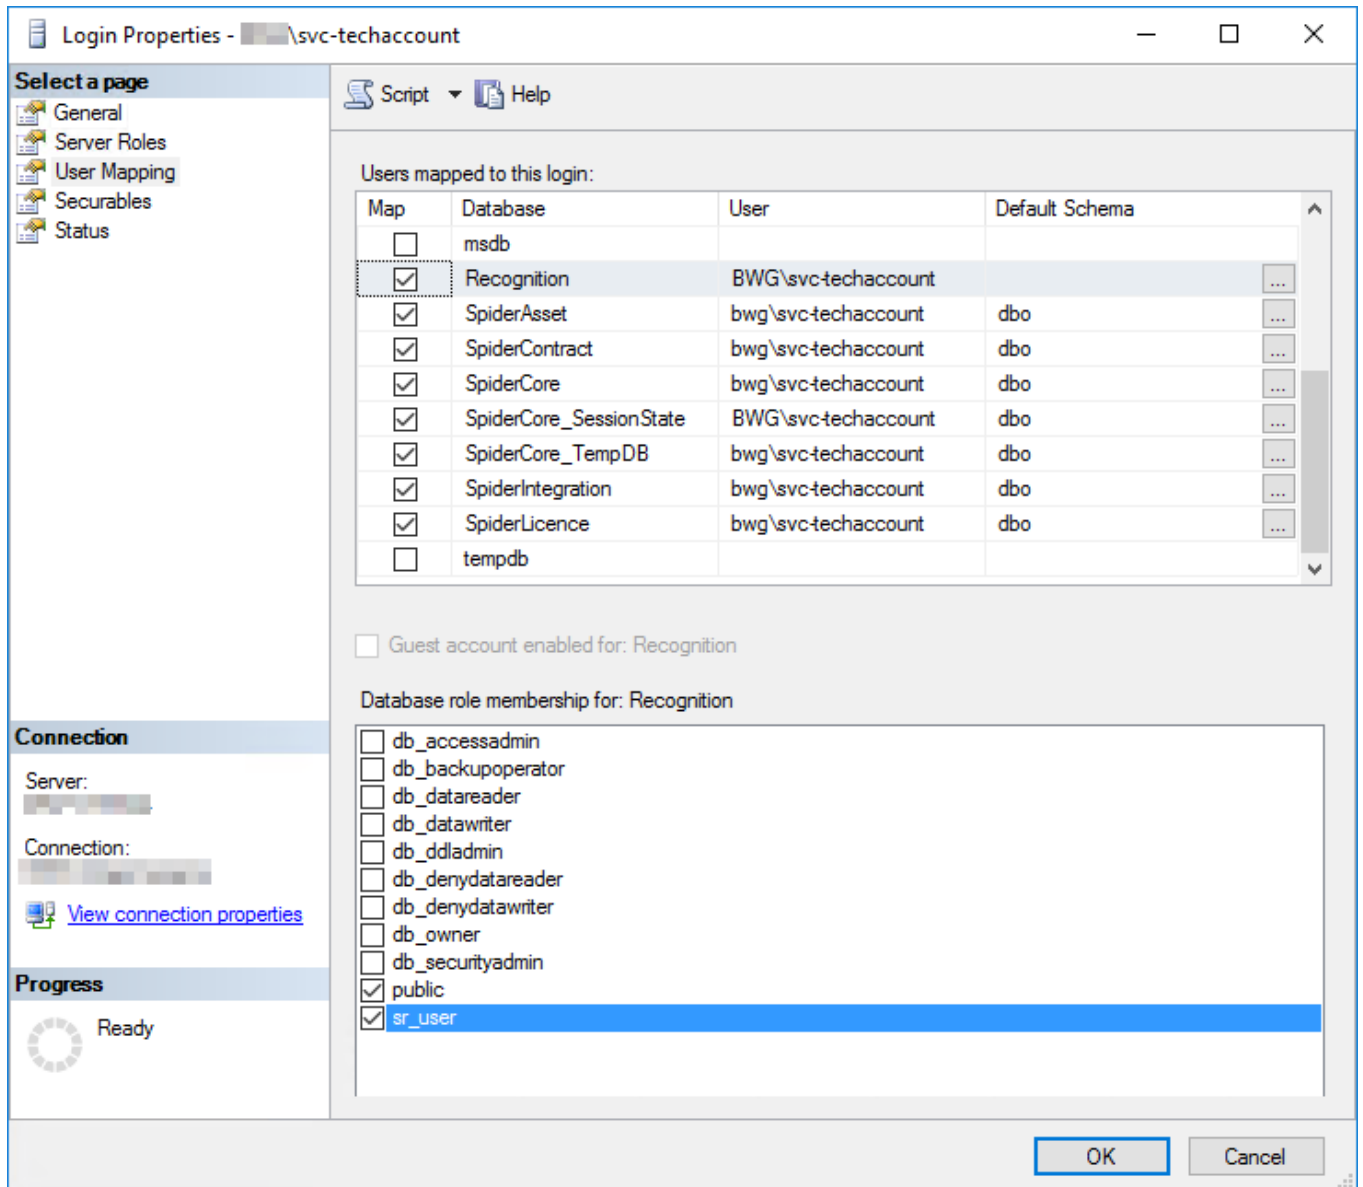 Login Properties - \svc-techaccount
Select a page
General
Server Roles
User Mapping
Securables
Status
Script
Help
Users mapped to this login:
Map Database User Default Schema
msdb
Recognition BWG\svc-techaccount ...
SpiderAsset bwg\svc-techaccount dbo ...
SpiderContract bwg\svc-techaccount dbo ...
SpiderCore bwg\svc-techaccount dbo ...
SpiderCore_SessionState BWG\svc-techaccount dbo ...
SpiderCore_TempDB bwg\svc-techaccount dbo ...
SpiderIntegration bwg\svc-techaccount dbo ...
SpiderLicence bwg\svc-techaccount dbo ...
tempdb
Guest account enabled for: Recognition
Database role membership for: Recognition
db_accessadmin
db_backupoperator
db_datareader
db_datawriter
db_ddladmin
db_denydatareader
db_denydatawriter
db_owner
db_securityadmin
public
sr_user
Connection
Server:
Connection:
View connection properties
Progress
Ready
OK
Cancel